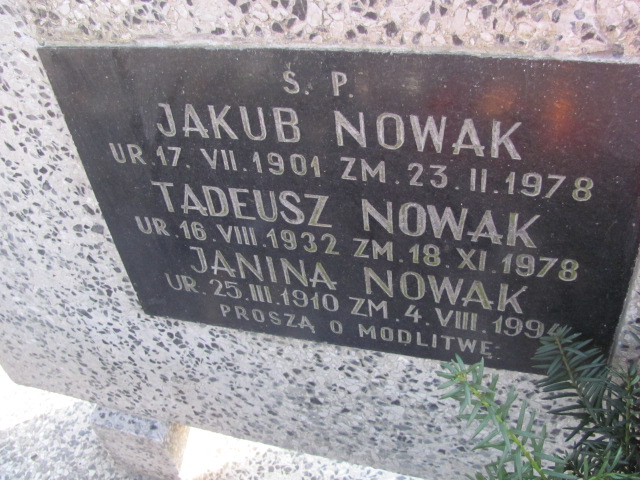 Ś. P.
JAKUB NOWAK
UR. 17. VII. 1901 ZM. 23. II. 1978
TADEUSZ NOWAK
UR. 16. VIII. 1932 ZM. 18. XI. 1978
JANINA NOWAK
UR. 25. III. 1910 ZM. 4. VIII. 1994
PROSZĄ O MODLITWĘ